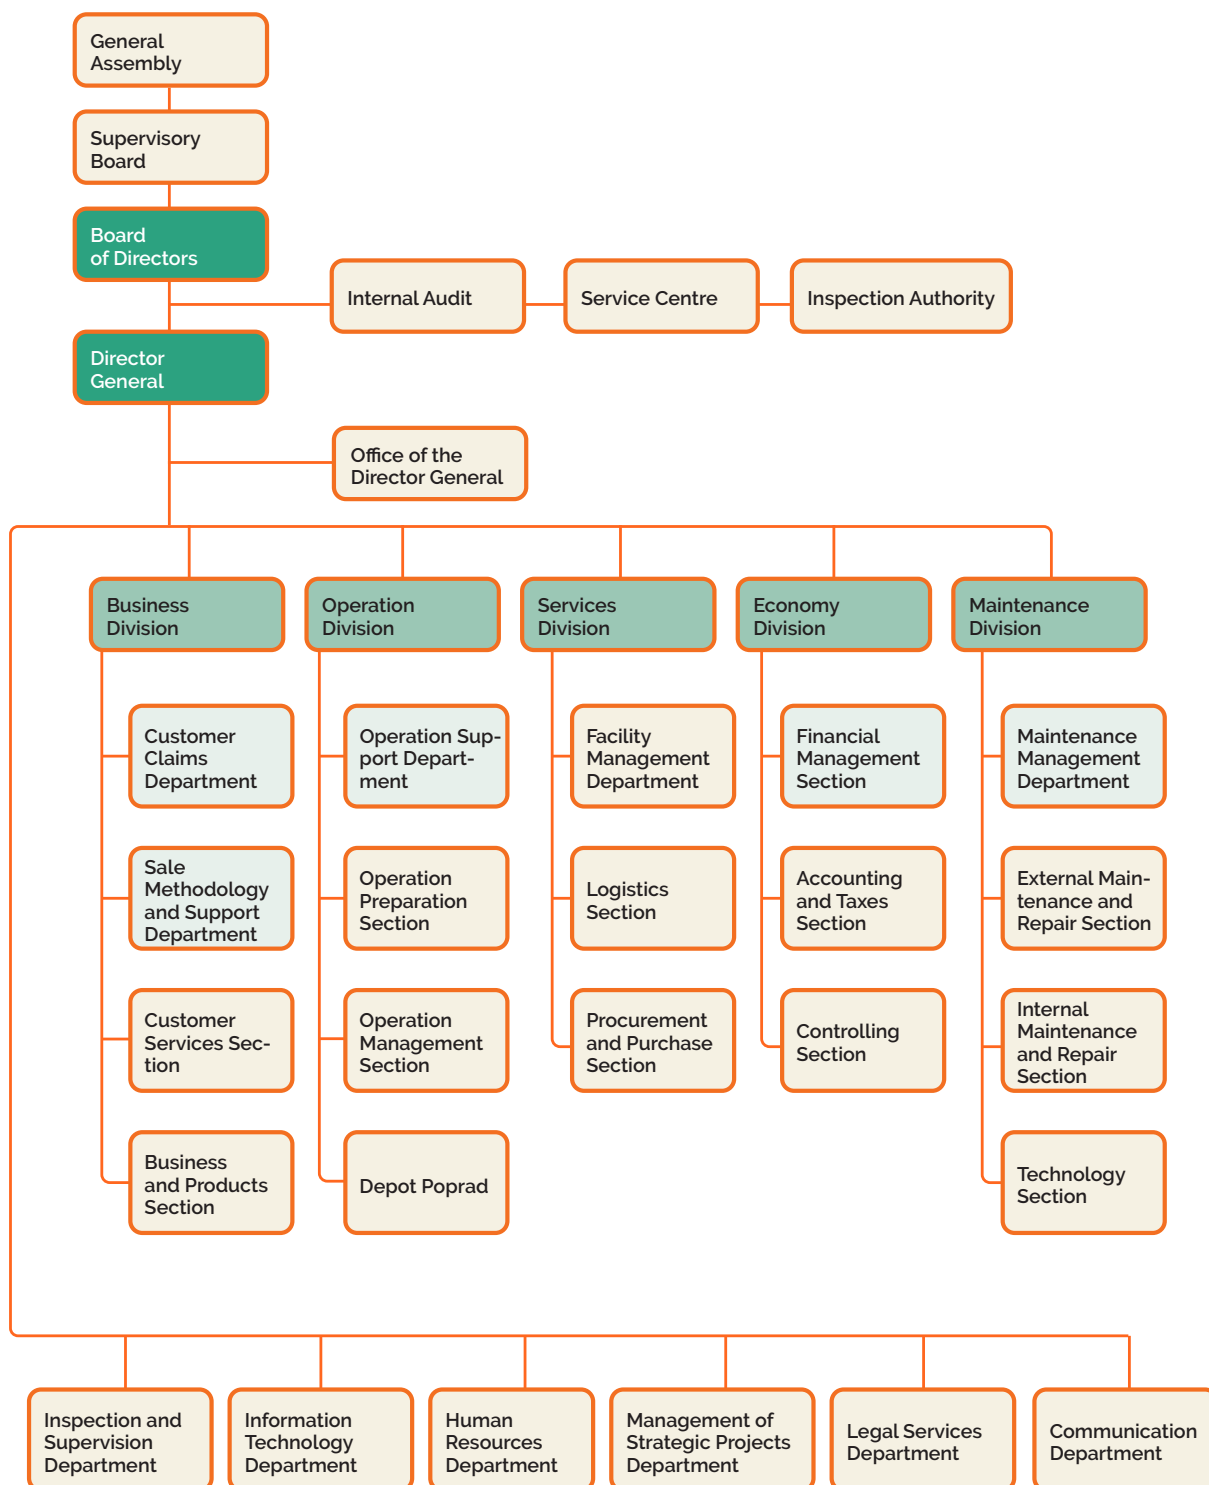 General
Assembly
Supervisory
Board
Board
of Directors
Internal Audit
Service Centre
Inspection Authority
Director
General
Office of the
Director General
Business
Division
Operation
Division
Services
Division
Economy
Division
Maintenance
Division
Customer
Claims
Department
Operation Sup-
port Depart-
ment
Facility
Management
Department
Financial
Management
Section
Maintenance
Management
Department
Sale
Methodology
and Support
Department
Operation
Preparation
Section
Logistics
Section
Accounting
and Taxes
Section
External Main-
tenance and
Repair Section
Customer
Services Sec-
tion
Operation
Management
Section
Procurement
and Purchase
Section
Controlling
Section
Internal
Maintenance
and Repair
Section
Business
and Products
Section
Depot Poprad
Technology
Section
Inspection and
Supervision
Department
Information
Technology
Department
Human
Resources
Department
Management of
Strategic Projects
Department
Legal Services
Department
Communication
Department